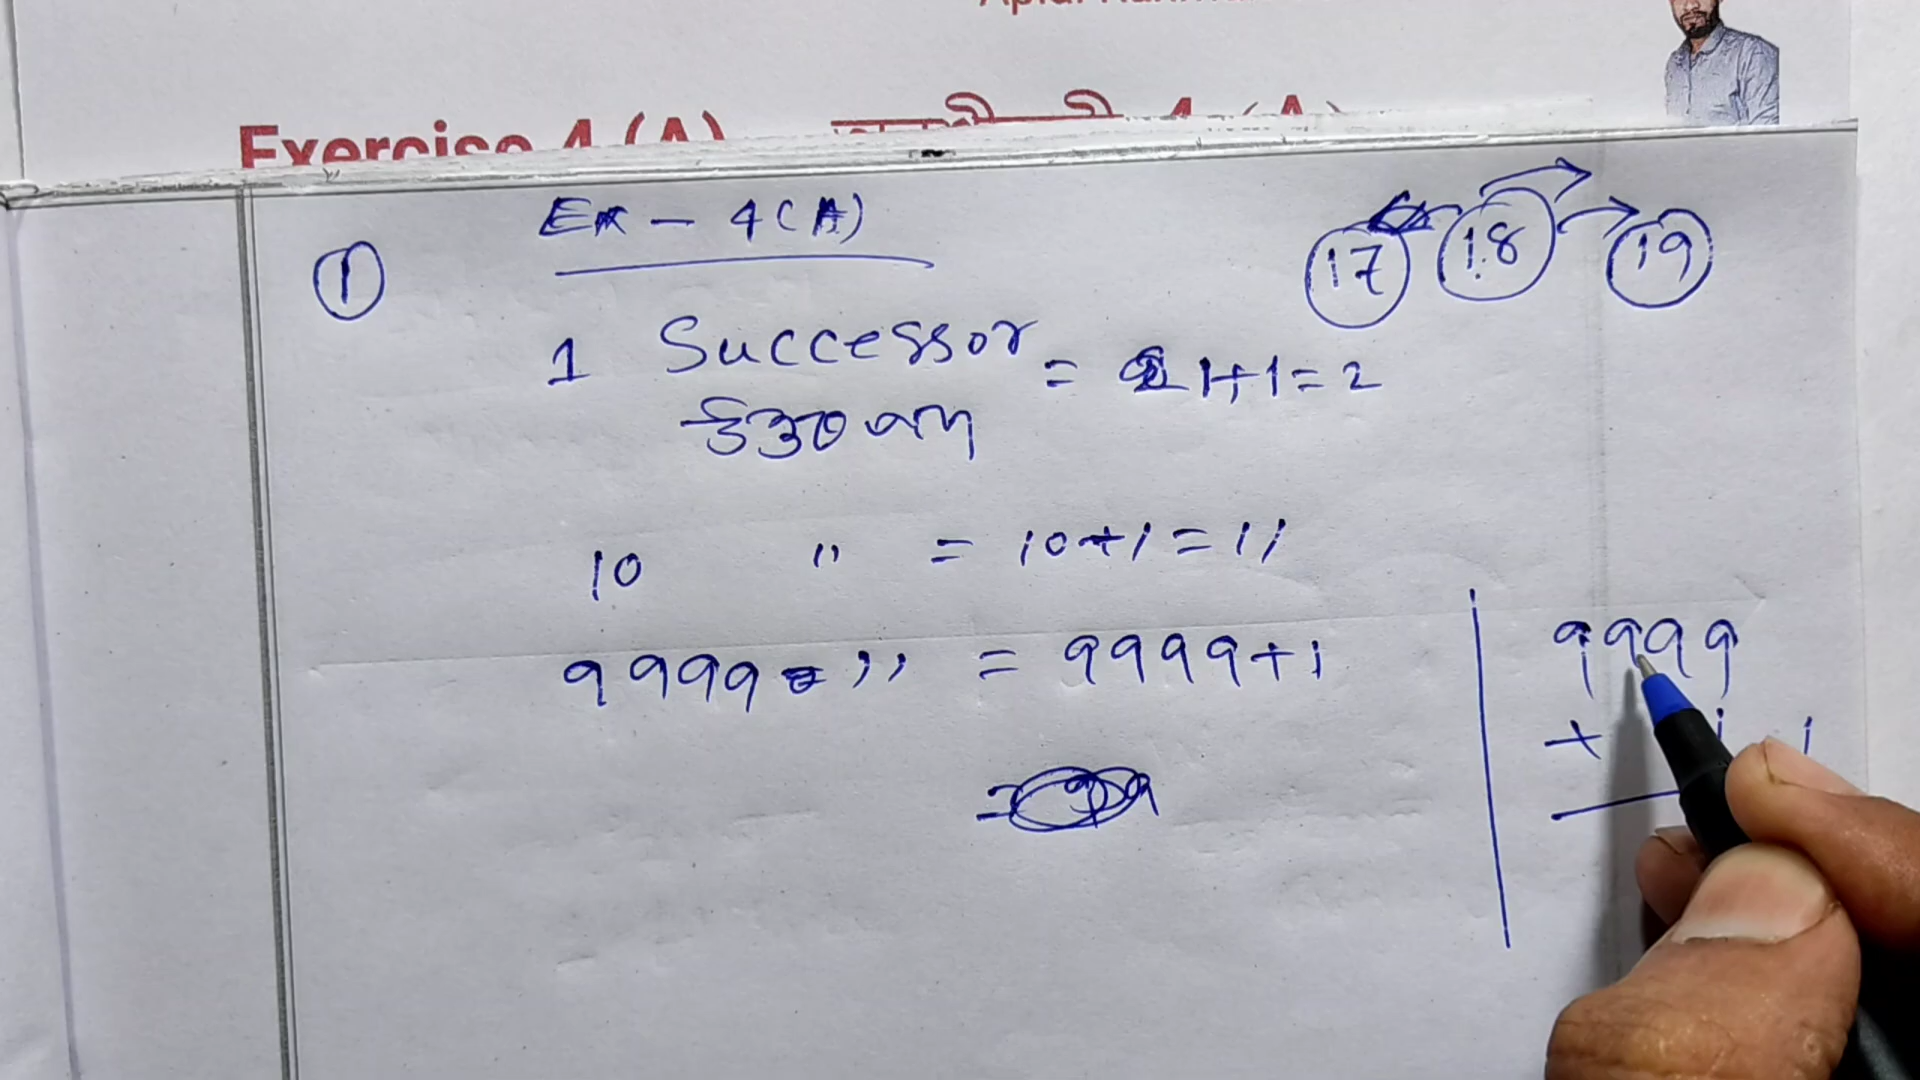 Exercise 4 (A)
Ex - 4(A)
17 18 19
①
1 Successor = 1+1=2
10 " = 10+1=11
9999 " = 9999+1
9999
+ 1